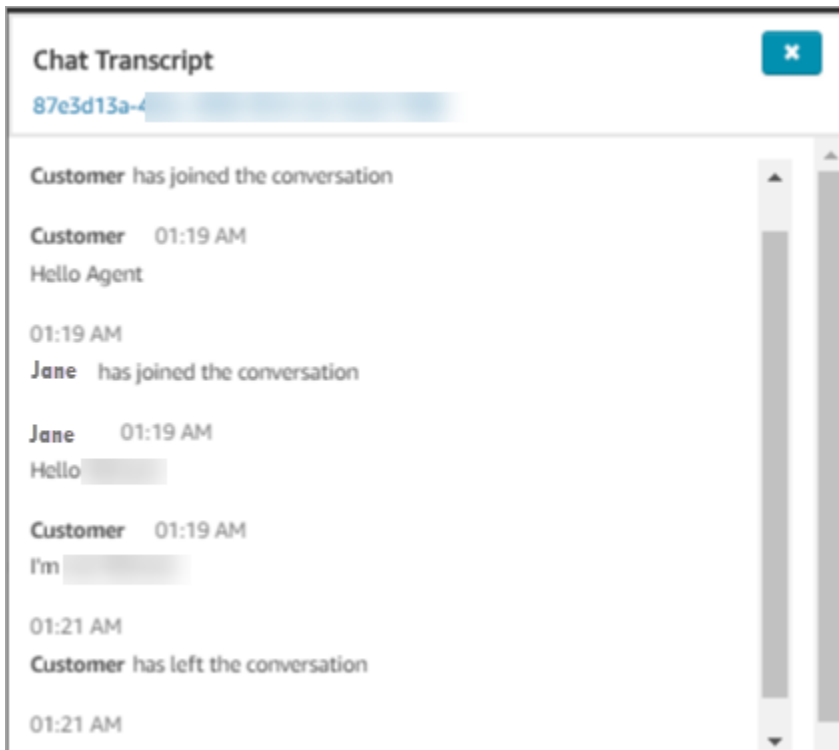 Chat Transcript
87e3d13a-4
Customer has joined the conversation
Customer 01:19 AM
Hello Agent
01:19 AM
Jane has joined the conversation
Jane 01:19 AM
Hello
Customer 01:19 AM
I'm
01:21 AM
Customer has left the conversation
01:21 AM